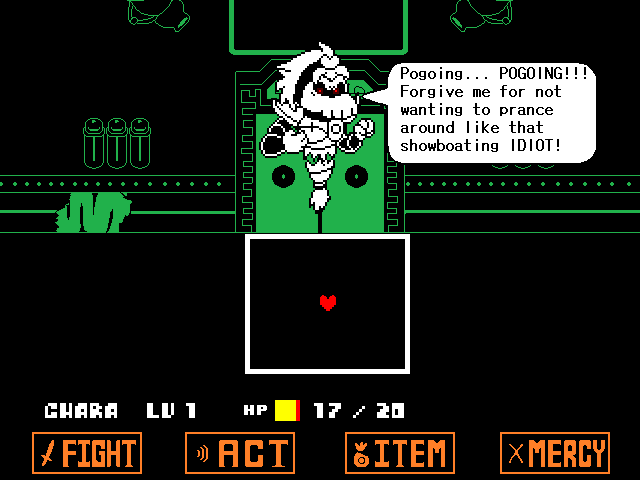 Pogoing... POGOING!!!
Forgive me for not
wanting to prance
around like that
showboating IDIOT!
CHARA LV 1 HP 17 / 20
FIGHT ACT ITEM MERCY